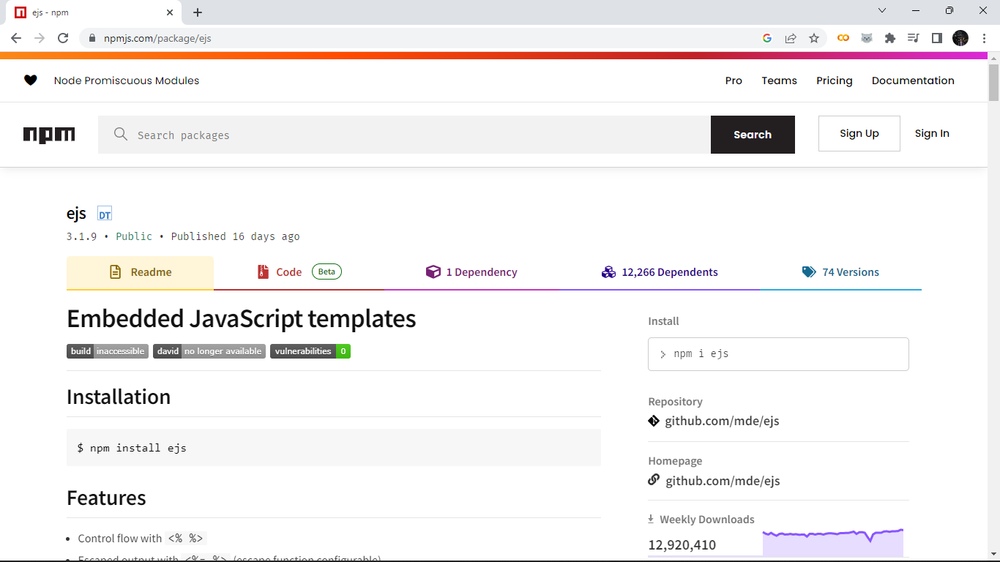 ejs - npm
npmjs.com/package/ejs
Node Promiscuous Modules
Pro Teams Pricing Documentation
npm
Search packages
Search
Sign Up
Sign In
ejs DT
3.1.9 • Public • Published 16 days ago
Readme
Code Beta
1 Dependency
12,266 Dependents
74 Versions
Embedded JavaScript templates
build inaccessible david no longer available vulnerabilities 0
Installation
$ npm install ejs
Features
• Control flow with <% %>
• Escaped output with <%= %> (escape function configurable)
Install
> npm i ejs
Repository
github.com/mde/ejs
Homepage
github.com/mde/ejs
Weekly Downloads
12,920,410